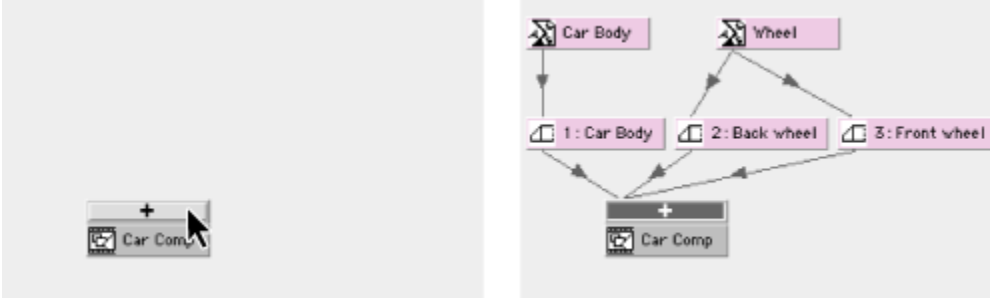 +
Car Comp
Car Body
Wheel
1: Car Body
2: Back wheel
3: Front wheel
+
Car Comp